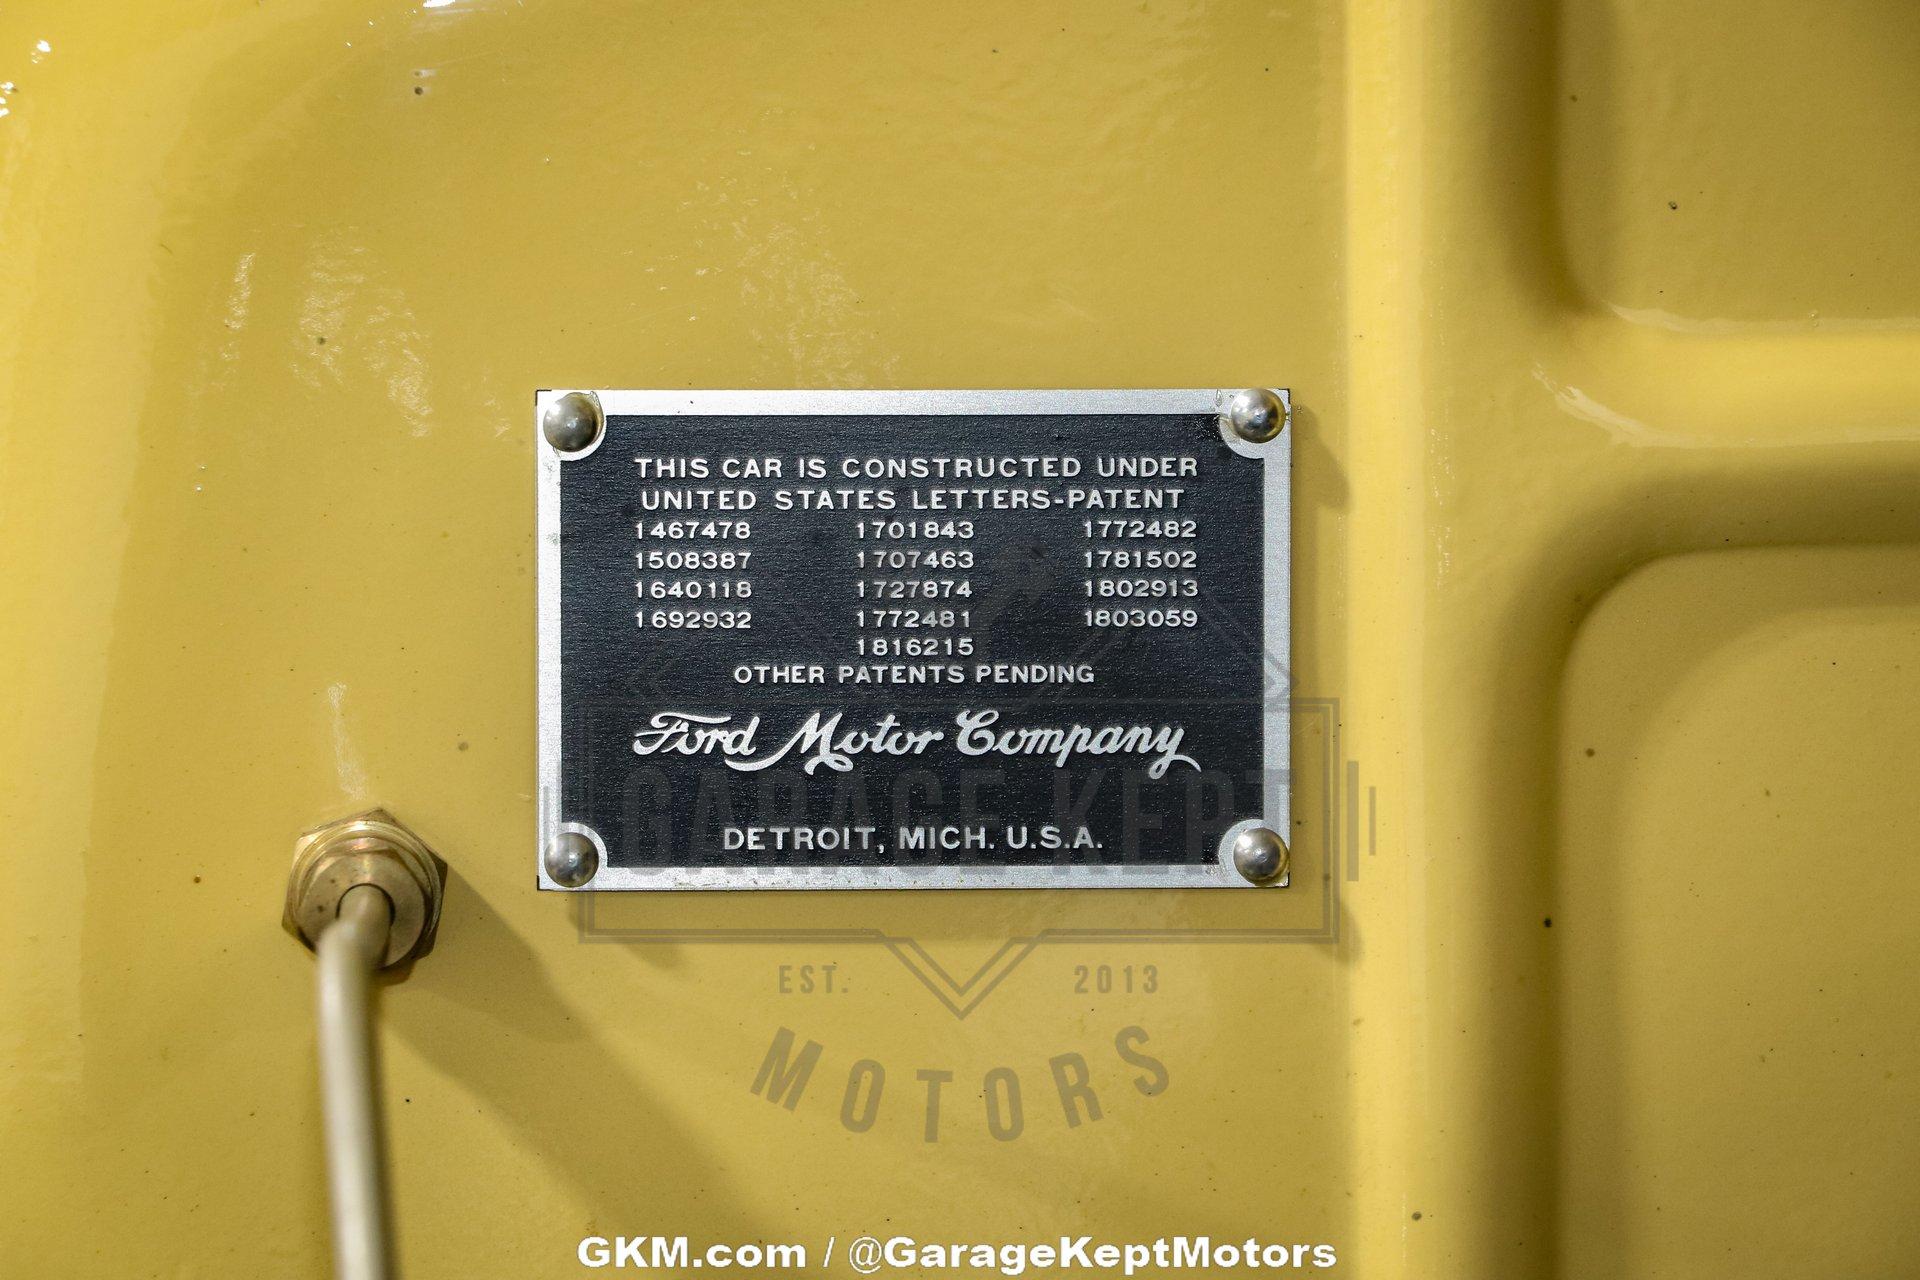 THIS CAR IS CONSTRUCTED UNDER
UNITED STATES LETTERS-PATENT
1467478 1701843 1772482
1508387 1707463 1781502
1640118 1727874 1802913
1692932 1772481 1803059
1816215
OTHER PATENTS PENDING
Ford Motor Company
GARAGE KEPT
DETROIT, MICH. U.S.A.
EST. 2013
MOTORS
GKM.com / @GarageKeptMotors